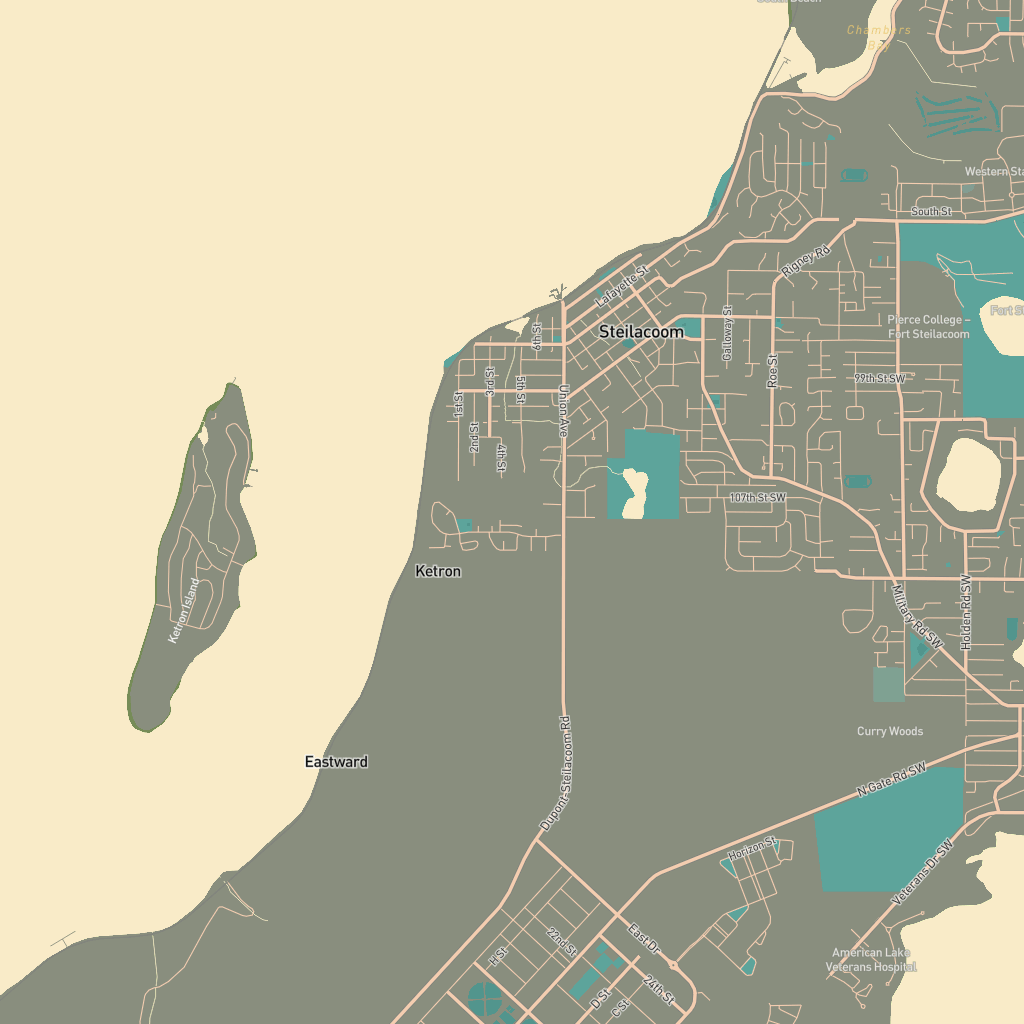 South Beach
Chambers
Bay
Western Sta
South St
Rigney Rd
Lafayette St
Fort St
Pierce College –
Fort Steilacoom
Steilacoom
Galloway St
6th St
Roe St
99th St SW
3rd St
5th St
1st St
Union Ave
2nd St
4th St
107th St SW
Ketron
Ketron Island
Military Rd SW
Holden Rd SW
Curry Woods
Eastward
Dupont-Steilacoom Rd
N Gate Rd SW
Horizon St
Veterans Dr SW
22nd St
East Dr
H St
American Lake
Veterans Hospital
24th St
D St
C St